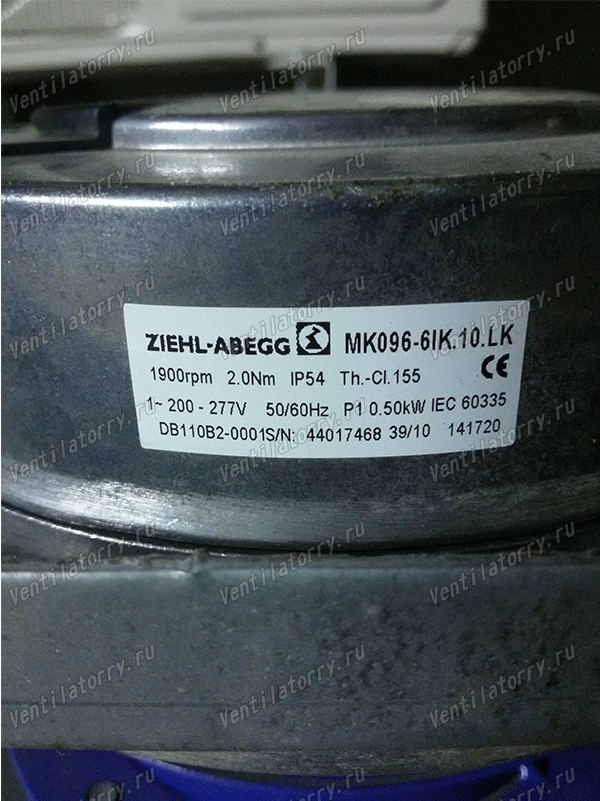 ZIEHL-ABEGG MK096-6IK.10.LK
1900rpm 2.0Nm IP54 Th.-Cl.155 CE
1~ 200 - 277V 50/60Hz P1 0.50kW IEC 60335
DB110B2-0001S/N: 44017468 39/10 141720
Ventilatorry.ru